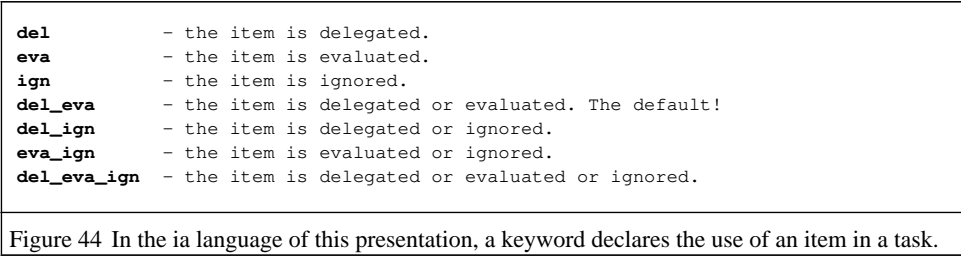 del - the item is delegated.
eva - the item is evaluated.
ign - the item is ignored.
del_eva - the item is delegated or evaluated. The default!
del_ign - the item is delegated or ignored.
eva_ign - the item is evaluated or ignored.
del_eva_ign - the item is delegated or evaluated or ignored.
Figure 44 In the ia language of this presentation, a keyword declares the use of an item in a task.